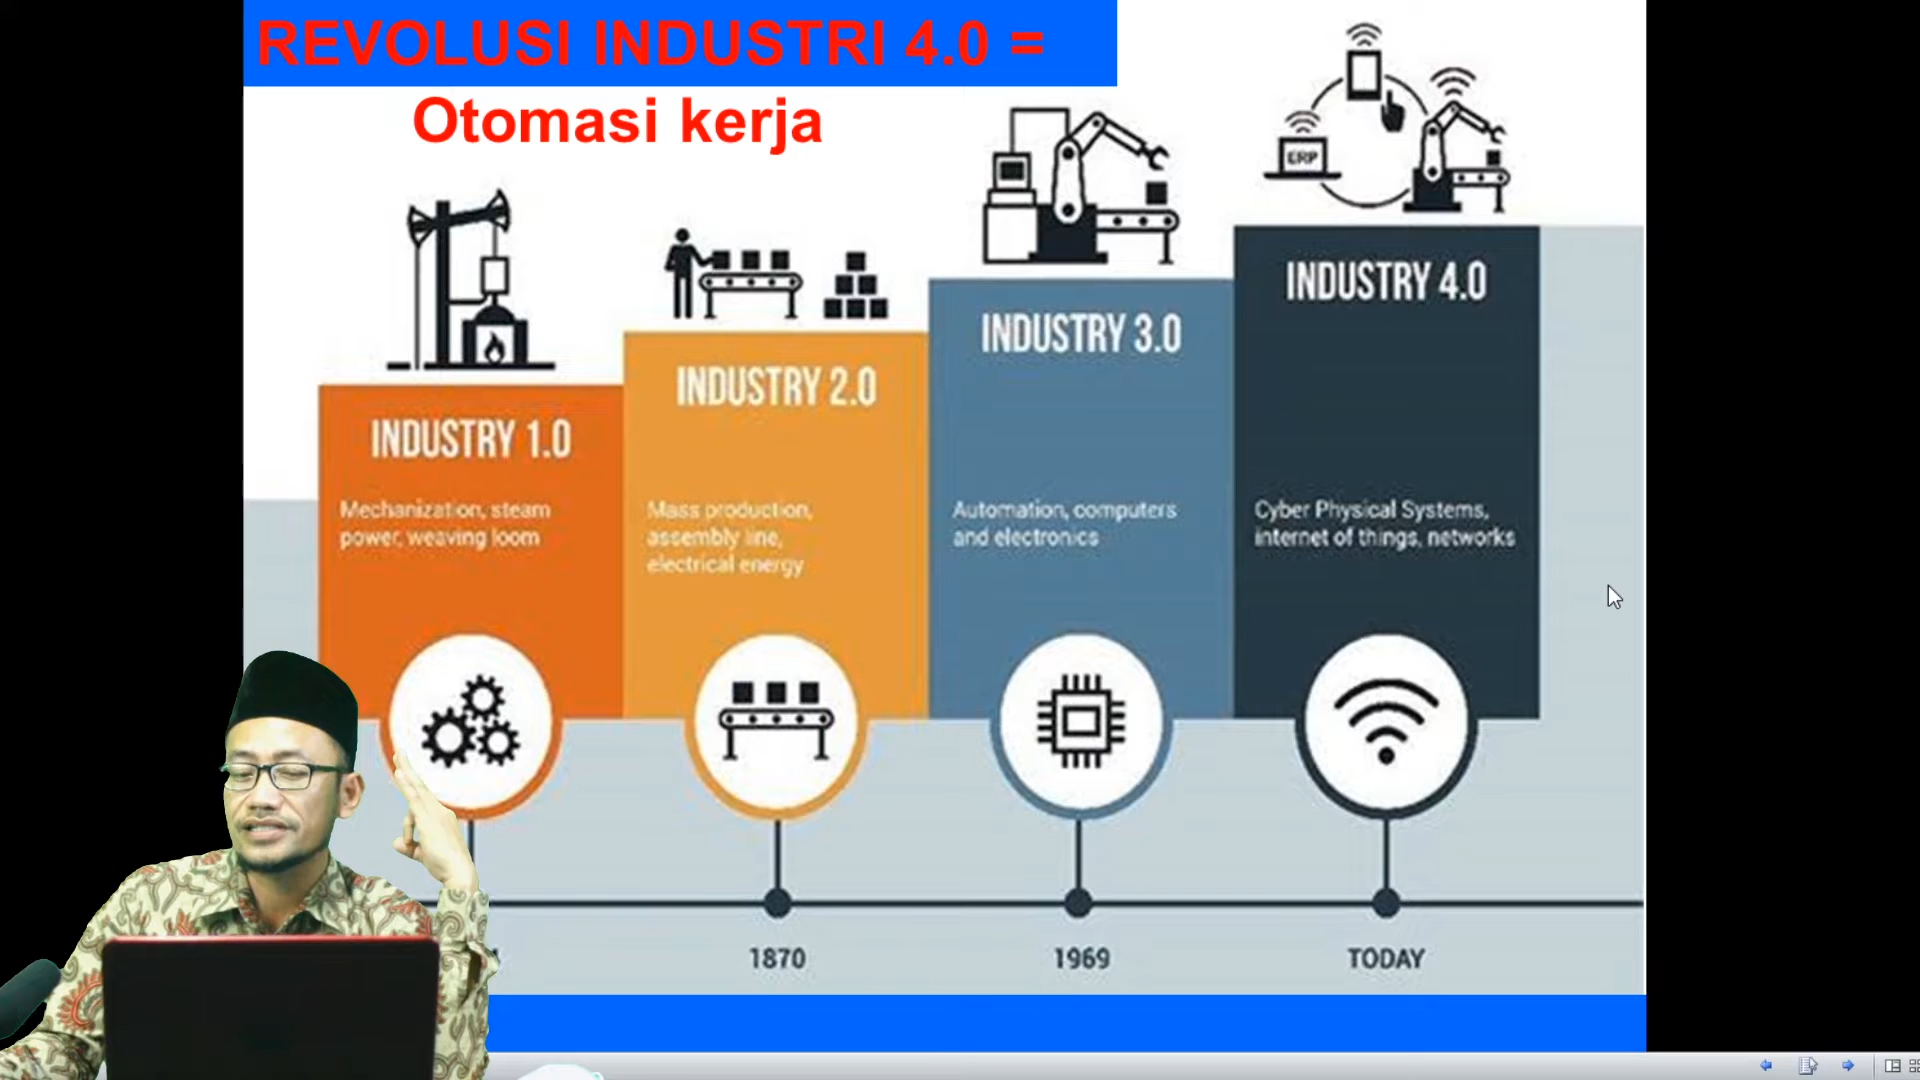 REVOLUSI INDUSTRI 4.0 =
Otomasi kerja
ERP
INDUSTRY 1.0
Mechanization, steam
power, weaving loom
INDUSTRY 2.0
Mass production,
assembly line,
electrical energy
INDUSTRY 3.0
Automation, computers
and electronics
INDUSTRY 4.0
Cyber Physical Systems,
internet of things, networks
1870
1969
TODAY